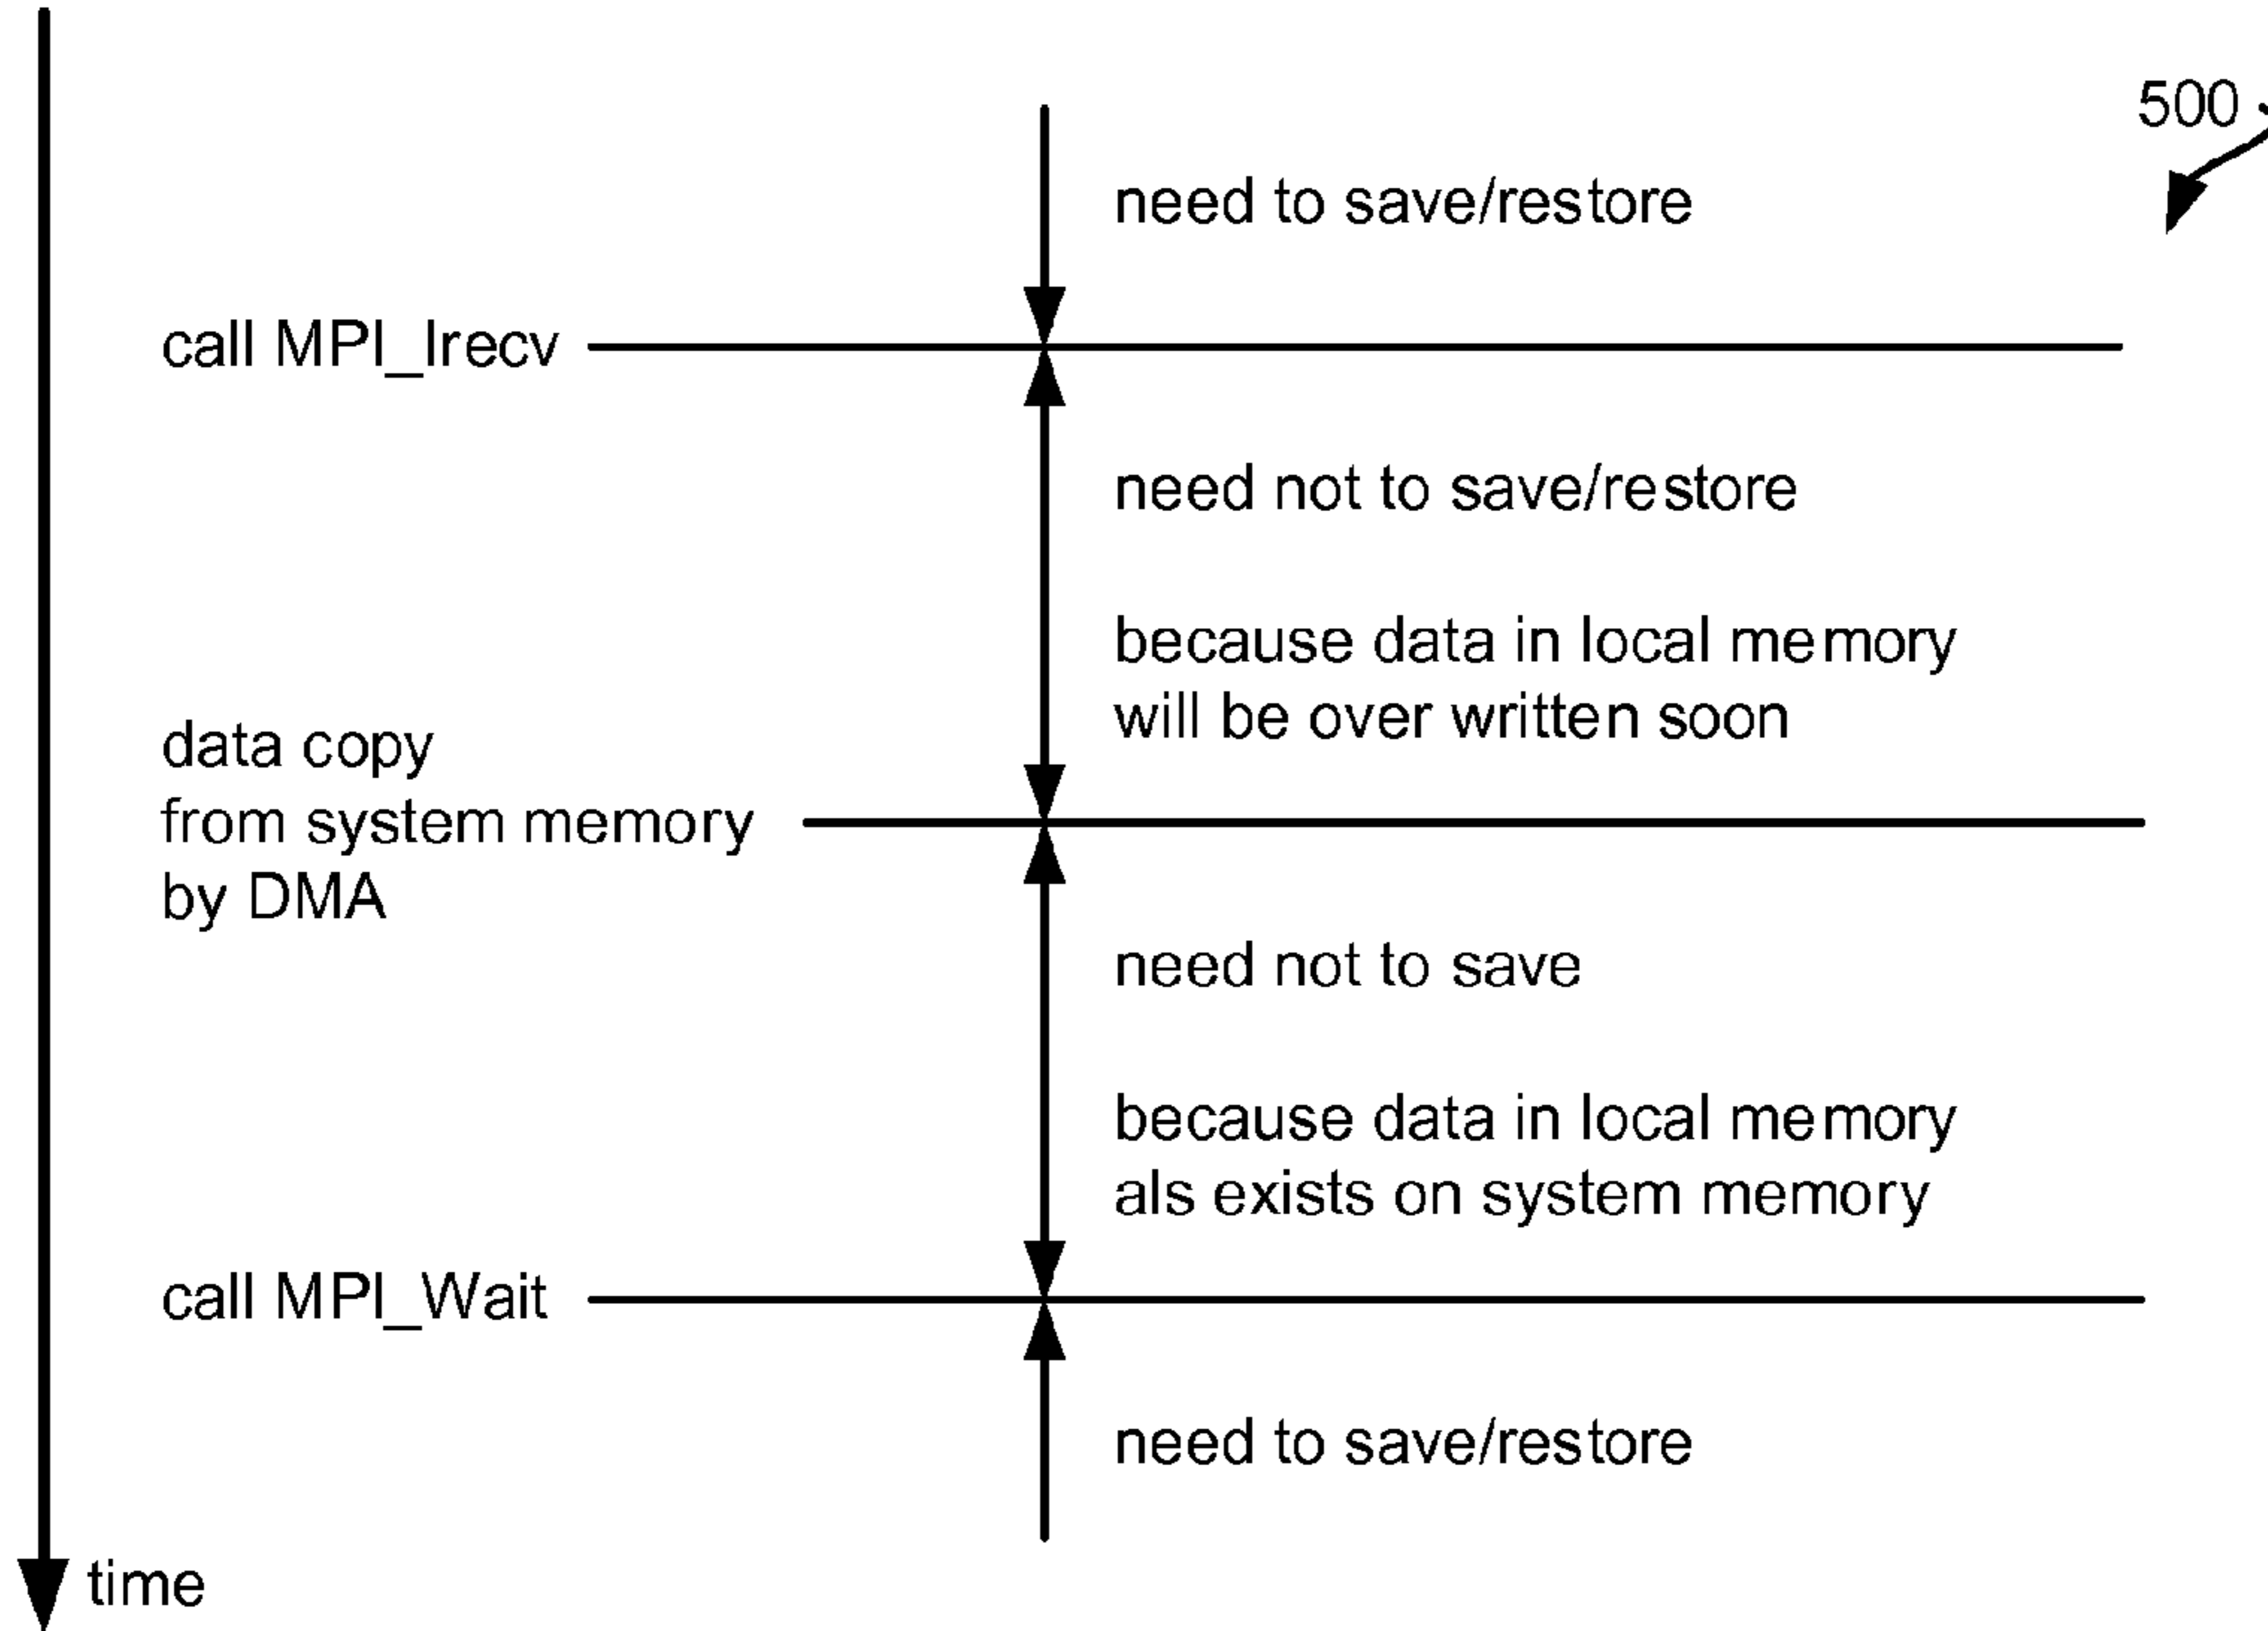 500
need to save/restore
call MPI_Irecv
need not to save/restore
because data in local memory
will be over written soon
data copy
from system memory
by DMA
need not to save
because data in local memory
als exists on system memory
call MPI_Wait
need to save/restore
time